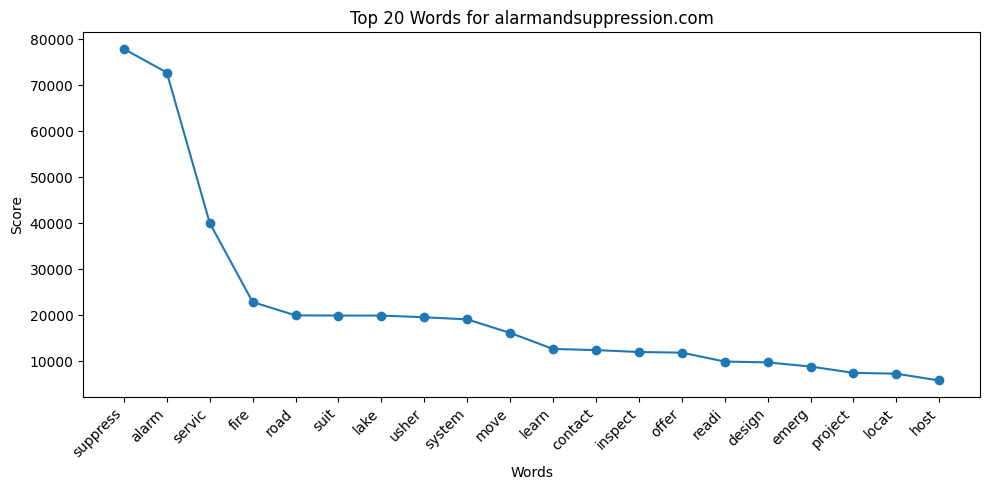 Top 20 Words for alarmandsuppression.com
Score
80000
70000
60000
50000
40000
30000
20000
10000
suppress
alarm
servic
fire
road
suit
lake
usher
system
move
learn
contact
inspect
offer
readi
design
emerg
project
locat
host
Words